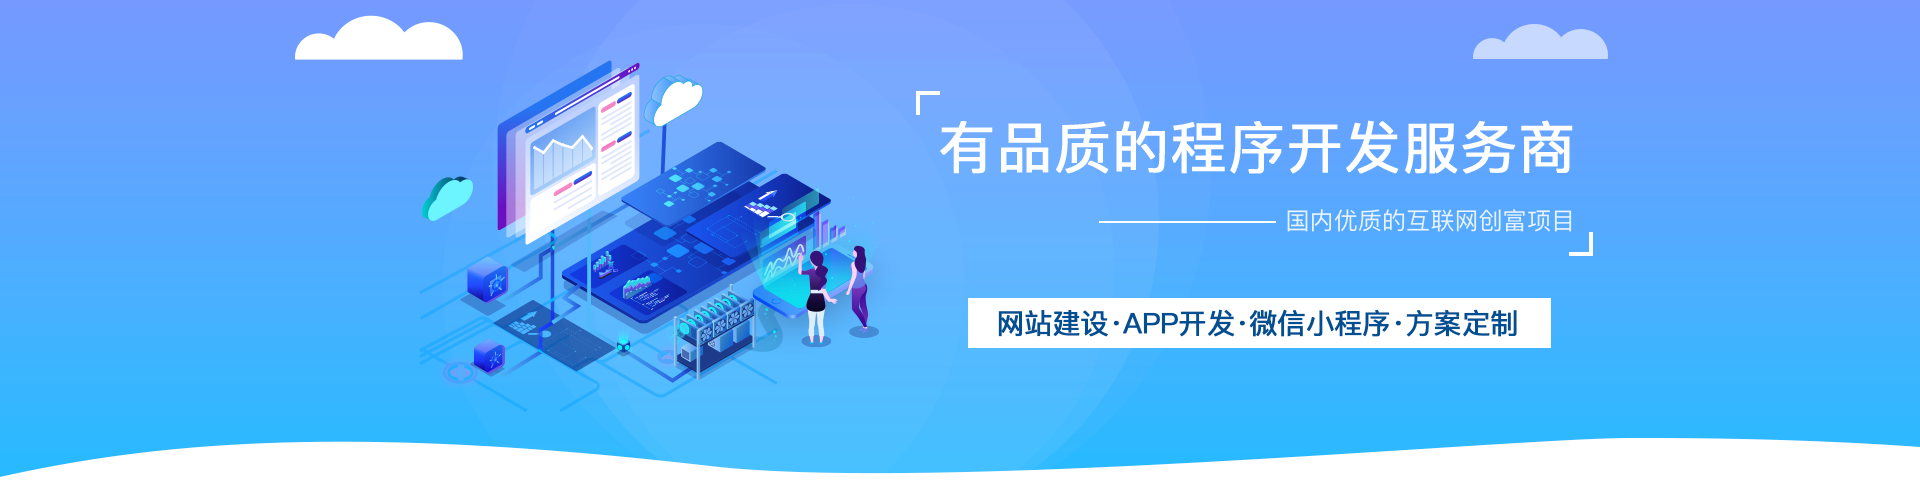 有品质的程序开发服务商
国内优质的互联网创富项目
网站建设·APP开发·微信小程序·方案定制